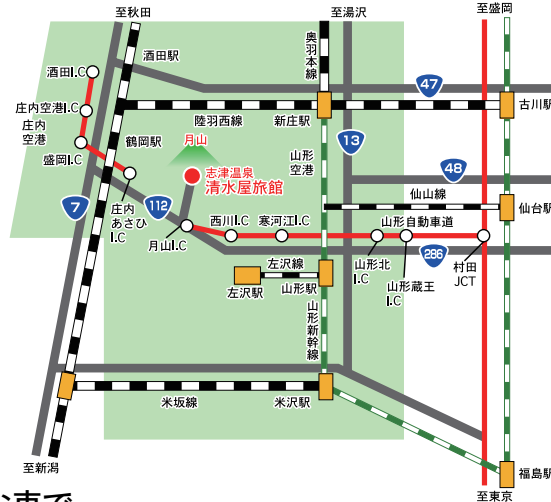 至秋田
至湯沢
至盛岡
酒田駅
奥羽本線
酒田I.C
47
庄内空港I.C
庄内
空港
陸羽西線
新庄駅
古川駅
鶴岡駅
月山
山形
空港
13
盛岡I.C
志津温泉
清水屋旅館
48
仙山線
仙台駅
7
庄内
あさひ
I.C
112
月山I.C
西川I.C
寒河江I.C
山形自動車道
286
山形北
I.C
山形蔵王
I.C
村田
JCT
左沢線
左沢駅
山形駅
山形新幹線
米坂線
米沢駅
至新潟
福島駅
至東京
車で